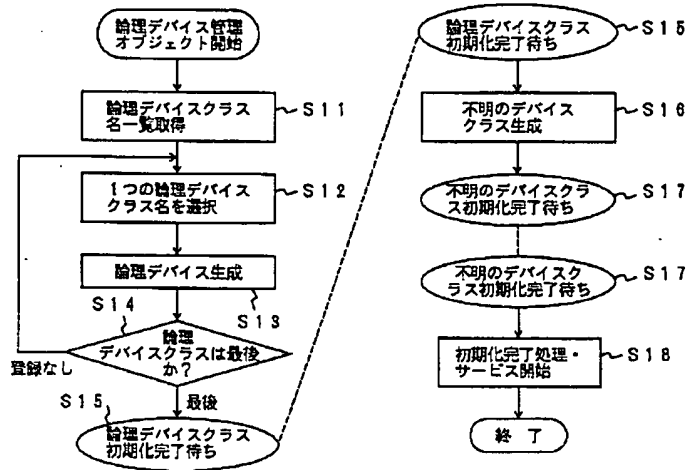 論理デバイス管理
オブジェクト開始
論理デバイスクラス
名一覧取得
S11
1つの論理デバイス
クラス名を選択
S12
論理デバイス生成
S13
S14
論理
デバイスクラスは最後
か?
登録なし
最後
S15
論理デバイスクラス
初期化完了待ち
論理デバイスクラス
初期化完了待ち
S15
不明のデバイス
クラス生成
S16
不明のデバイスクラ
ス初期化完了待ち
S17
不明のデバイスク
ラス初期化完了待ち
S17
初期化完了処理・
サービス開始
S18
終 了